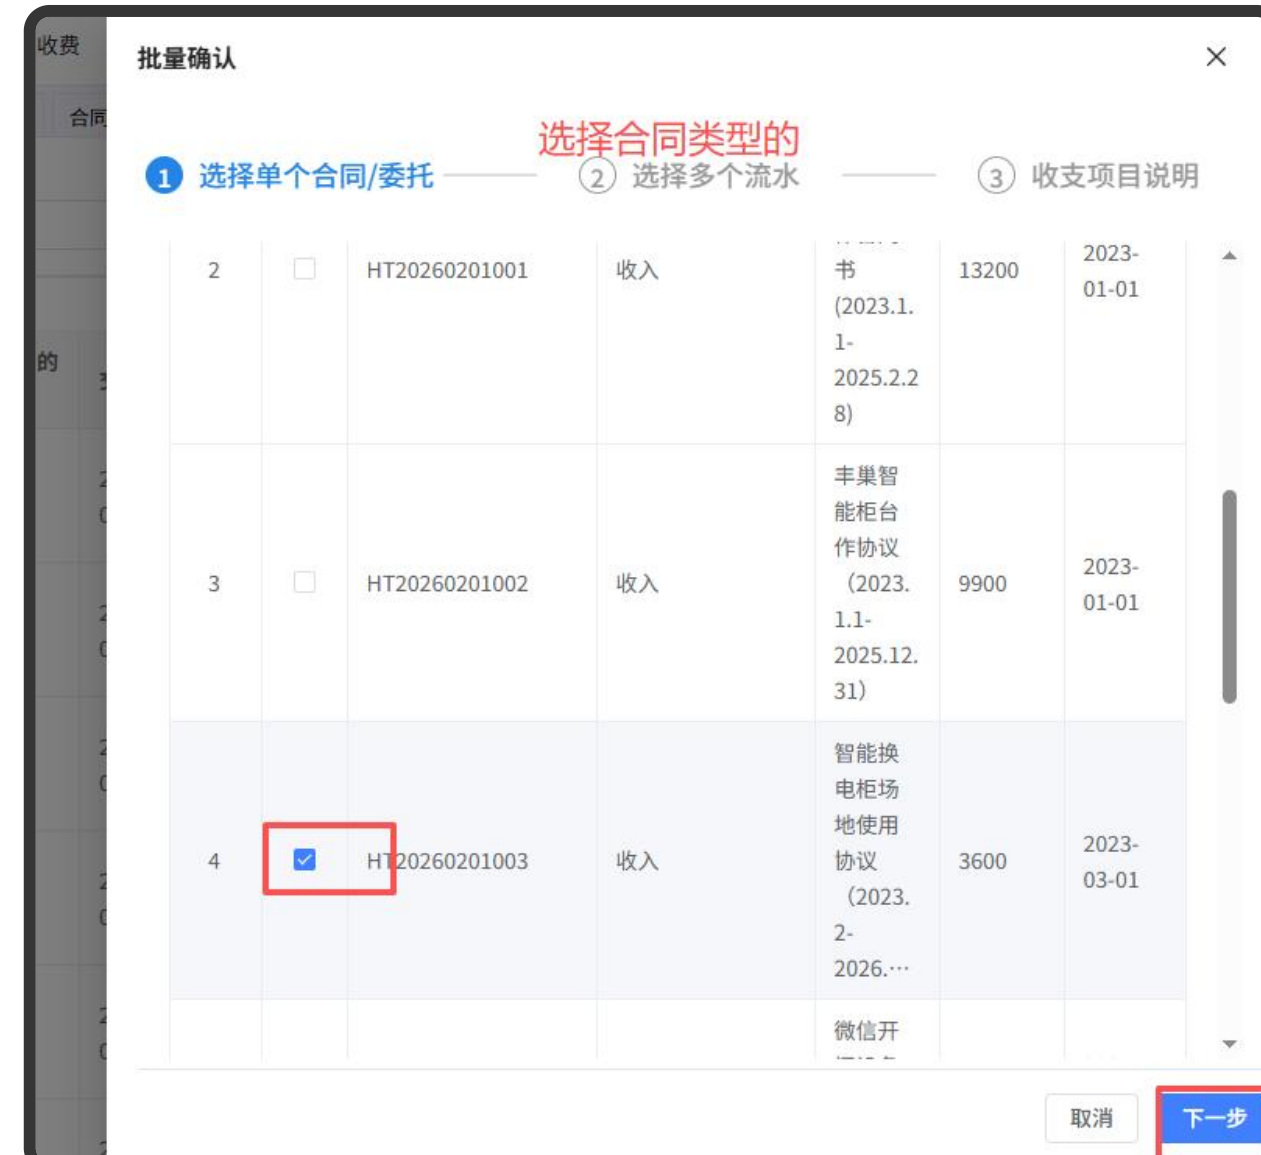 收费
批量确认
合同
选择合同类型的
1 选择单个合同/委托
2 选择多个流水
3 收支项目说明
的
2
HT20260201001
收入
书
(2023.1.
1-
2025.2.2
8)
13200
2023-
01-01
3
HT20260201002
收入
丰巢智
能柜台
作协议
（2023.
1.1-
2025.12.
31）
9900
2023-
01-01
4
HT20260201003
收入
智能换
电柜场
地使用
协议
（2023.
2-
2026.…
3600
2023-
03-01
微信开
取消
下一步